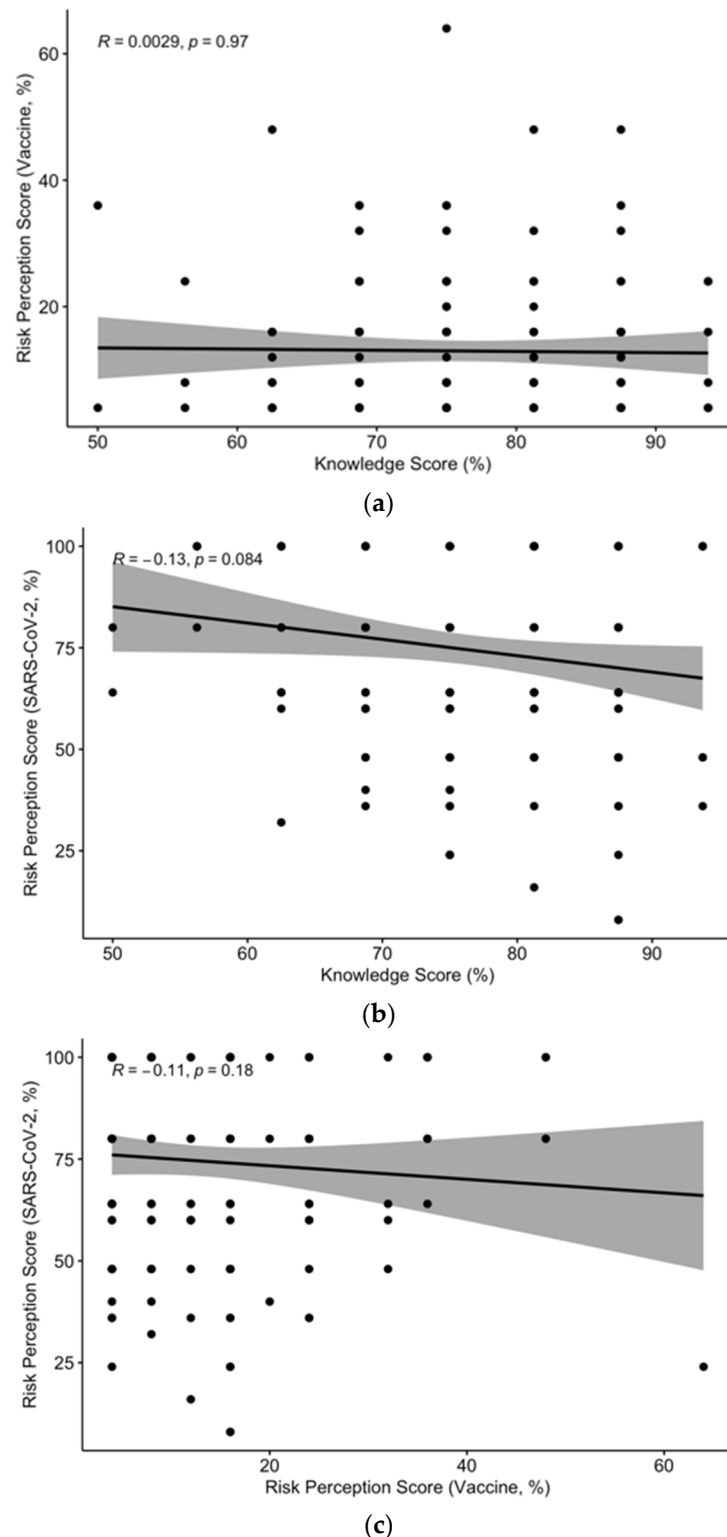 R = 0.0029, p = 0.97
Risk Perception Score (Vaccine, %)
60
40
20
50 60 70 80 90
Knowledge Score (%)
(a)
R = −0.13, p = 0.084
Risk Perception Score (SARS-CoV-2, %)
100
75
50
25
50 60 70 80 90
Knowledge Score (%)
(b)
R = −0.11, p = 0.18
Risk Perception Score (SARS-CoV-2, %)
100
75
50
25
20 40 60
Risk Perception Score (Vaccine, %)
(c)